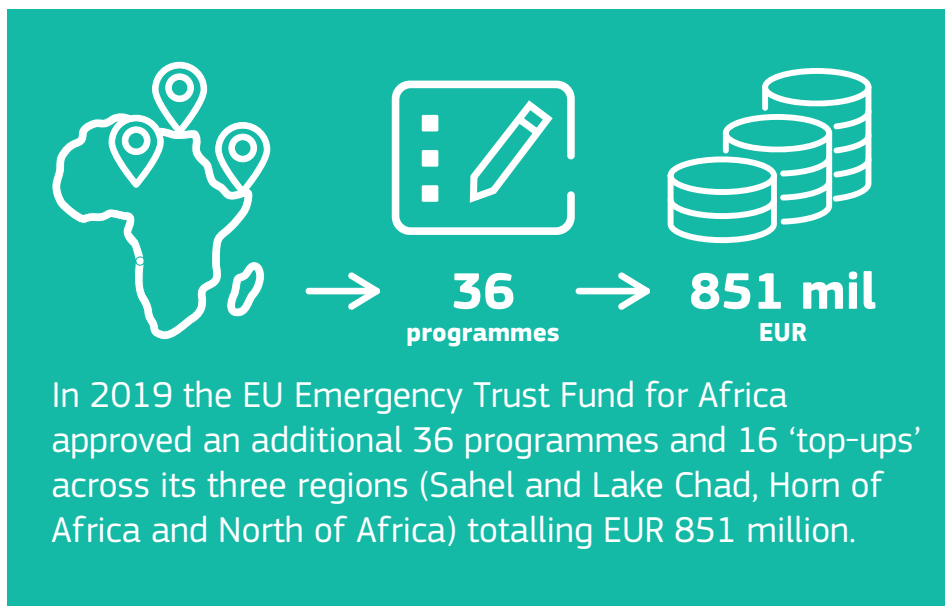 36
programmes
851 mil
EUR
In 2019 the EU Emergency Trust Fund for Africa
approved an additional 36 programmes and 16 ‘top-ups’
across its three regions (Sahel and Lake Chad, Horn of
Africa and North of Africa) totalling EUR 851 million.